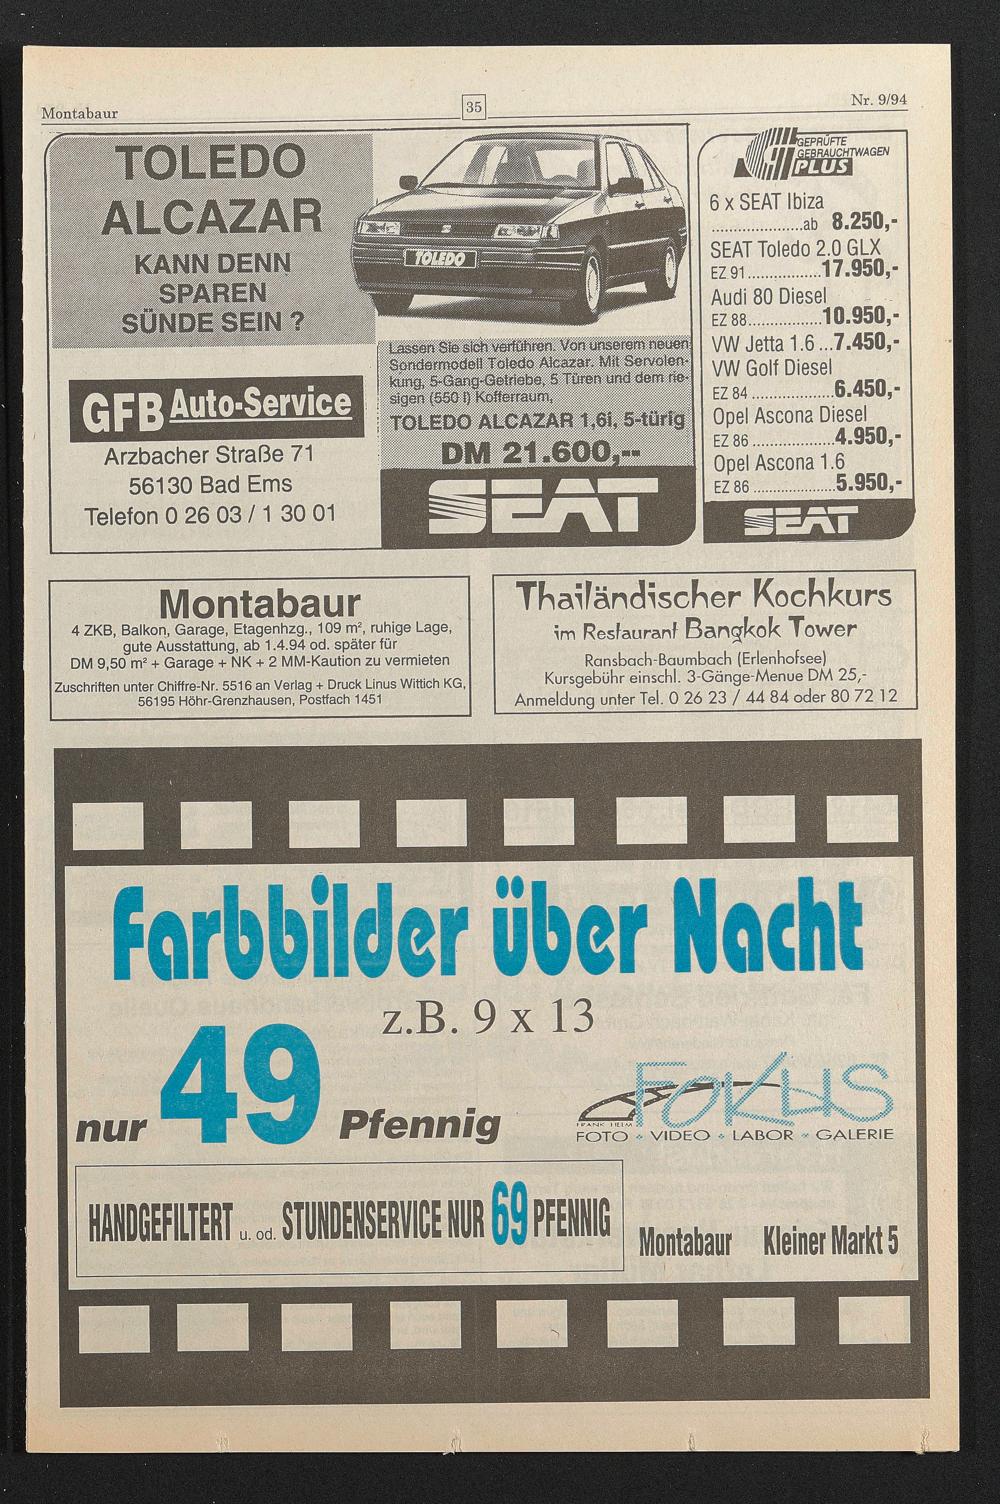 Montabaur
35
Nr. 9/94
TOLEDO
ALCAZAR
KANN DENN
SPAREN
SÜNDE SEIN ?
TOLEDO
GFB Auto-Service
Arzbacher Straße 71
56130 Bad Ems
Telefon 0 26 03 / 1 30 01
Lassen Sie sich verführen. Von unserem neuen
Sondermodell Toledo Alcazar. Mit Servolen-
kung, 5-Gang-Getriebe, 5 Türen und dem rie-
sigen (550 l) Kofferraum,
TOLEDO ALCAZAR 1,6i, 5-türig
DM 21.600,--
SEAT
GEPRÜFTE
GEBRAUCHTWAGEN
PLUS
6 x SEAT Ibiza
....................ab 8.250,-
SEAT Toledo 2.0 GLX
EZ 91................17.950,-
Audi 80 Diesel
EZ 88................10.950,-
VW Jetta 1.6 ...7.450,-
VW Golf Diesel
EZ 84 ..................6.450,-
Opel Ascona Diesel
EZ 86 ..................4.950,-
Opel Ascona 1.6
EZ 86 ..................5.950,-
SEAT
Montabaur
4 ZKB, Balkon, Garage, Etagenhzg., 109 m², ruhige Lage,
gute Ausstattung, ab 1.4.94 od. später für
DM 9,50 m² + Garage + NK + 2 MM-Kaution zu vermieten
Zuschriften unter Chiffre-Nr. 5516 an Verlag + Druck Linus Wittich KG,
56195 Höhr-Grenzhausen, Postfach 1451
Thailändischer Kochkurs
im Restaurant Bangkok Tower
Ransbach-Baumbach (Erlenhofsee)
Kursgebühr einschl. 3-Gänge-Menue DM 25,-
Anmeldung unter Tel. 0 26 23 / 44 84 oder 80 72 12
Farbbilder über Nacht
z.B. 9 x 13
nur 49 Pfennig
FOKUS
FRANK HELM
FOTO • VIDEO • LABOR • GALERIE
HANDGEFILTERT u. od. STUNDENSERVICE NUR 69 PFENNIG
Montabaur Kleiner Markt 5